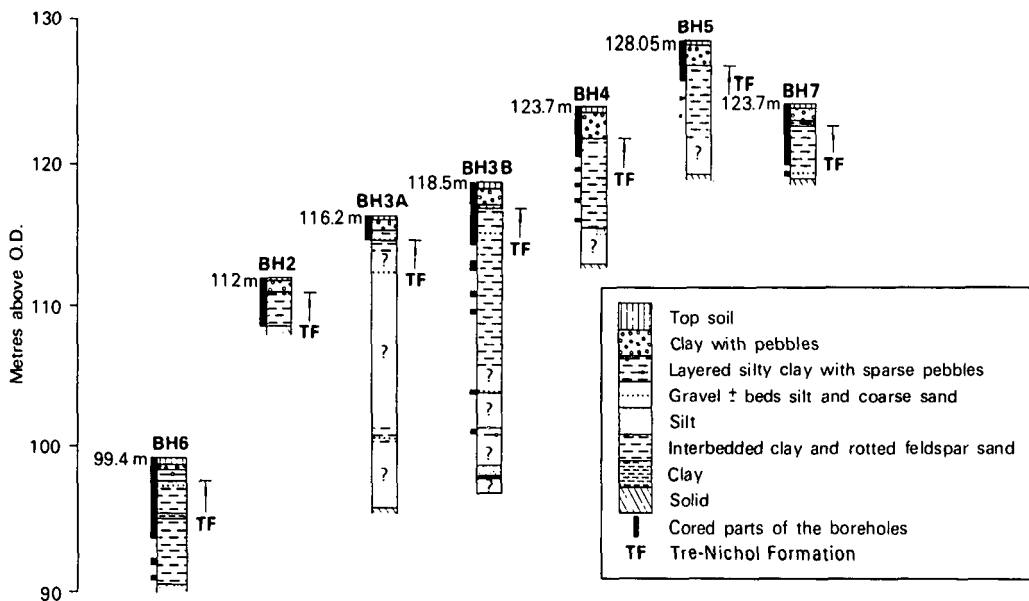 130
120
110
100
90
Metres above O.D.
BH6
99.4 m
TF
BH2
112 m
TF
BH3A
116.2 m
?
TF
?
?
BH3B
118.5 m
TF
?
?
?
?
BH4
123.7 m
TF
?
BH5
128.05 m
TF
?
BH7
123.7 m
TF
Top soil
Clay with pebbles
Layered silty clay with sparse pebbles
Gravel ± beds silt and coarse sand
Silt
Interbedded clay and rotted feldspar sand
Clay
Solid
Cored parts of the boreholes
TF Tre-Nichol Formation